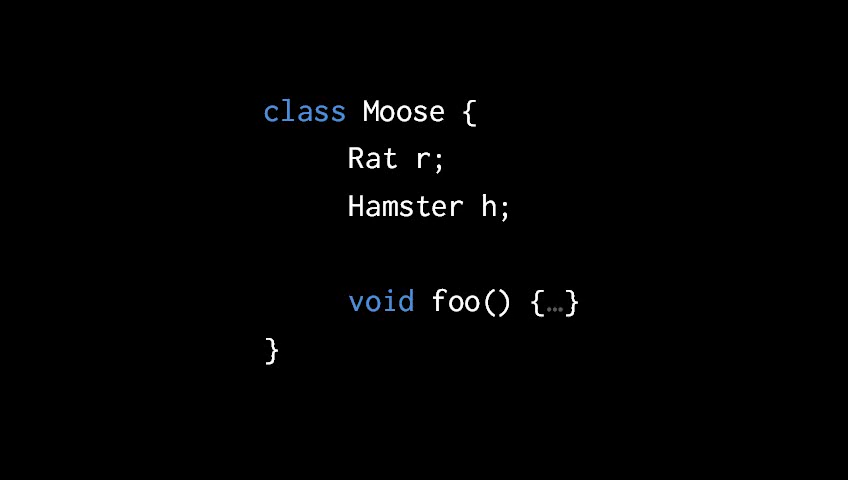 class Moose {
Rat r;
Hamster h;
void foo() {…}
}